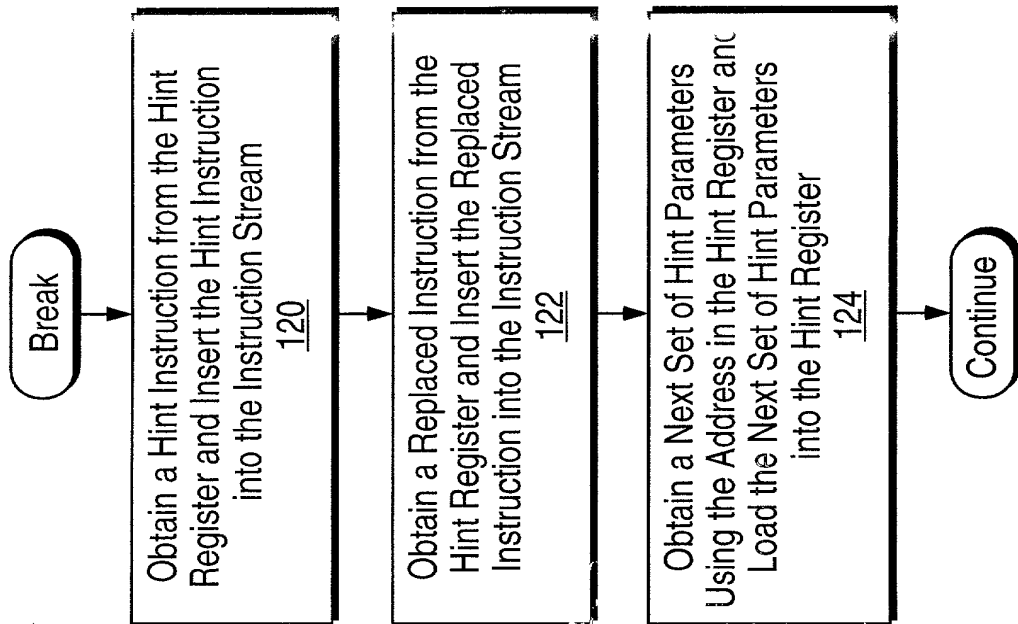 Break
Obtain a Hint Instruction from the Hint
Register and Insert the Hint Instruction
into the Instruction Stream
120
Obtain a Replaced Instruction from the
Hint Register and Insert the Replaced
Instruction into the Instruction Stream
122
Obtain a Next Set of Hint Parameters
Using the Address in the Hint Register and
Load the Next Set of Hint Parameters
into the Hint Register
124
Continue